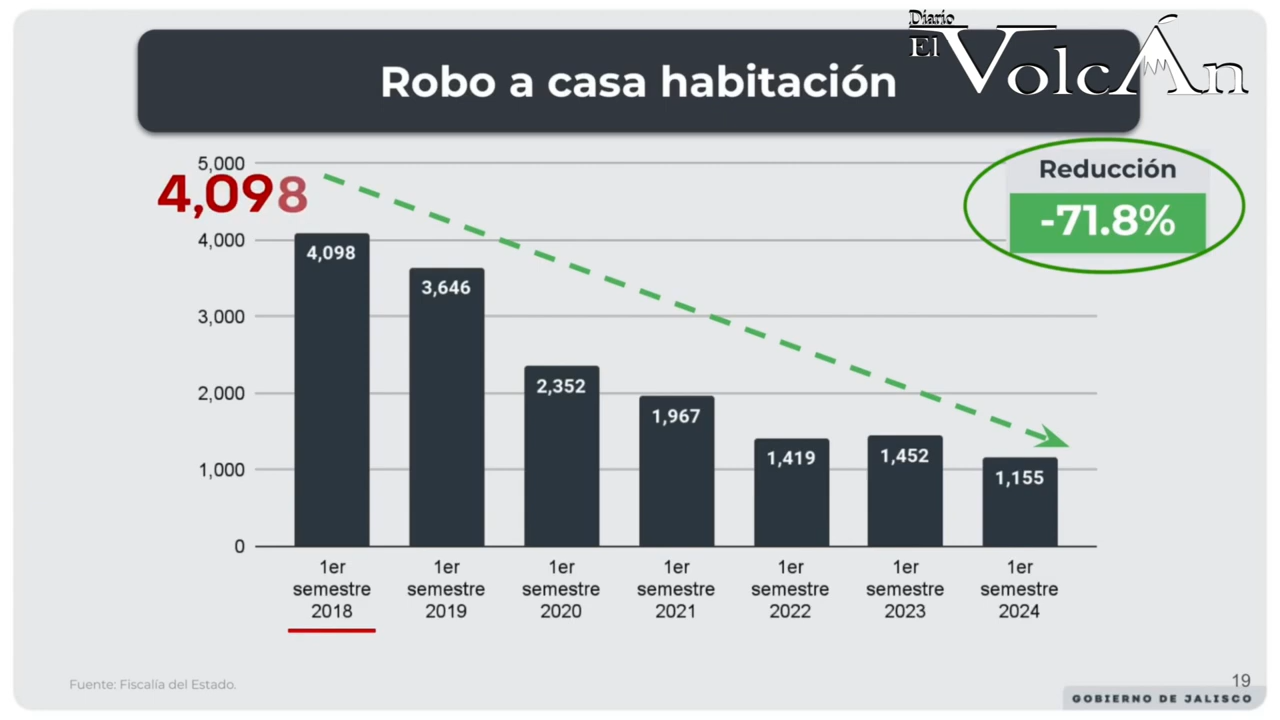 Diario
El VolcÁn
Robo a casa habitación
Reducción
-71.8%
5,000
4,098
4,000
3,000
2,000
1,000
0
4,098
3,646
2,352
1,967
1,419
1,452
1,155
1er
semestre
2018
1er
semestre
2019
1er
semestre
2020
1er
semestre
2021
1er
semestre
2022
1er
semestre
2023
1er
semestre
2024
Fuente: Fiscalía del Estado.
19
GOBIERNO DE JALISCO